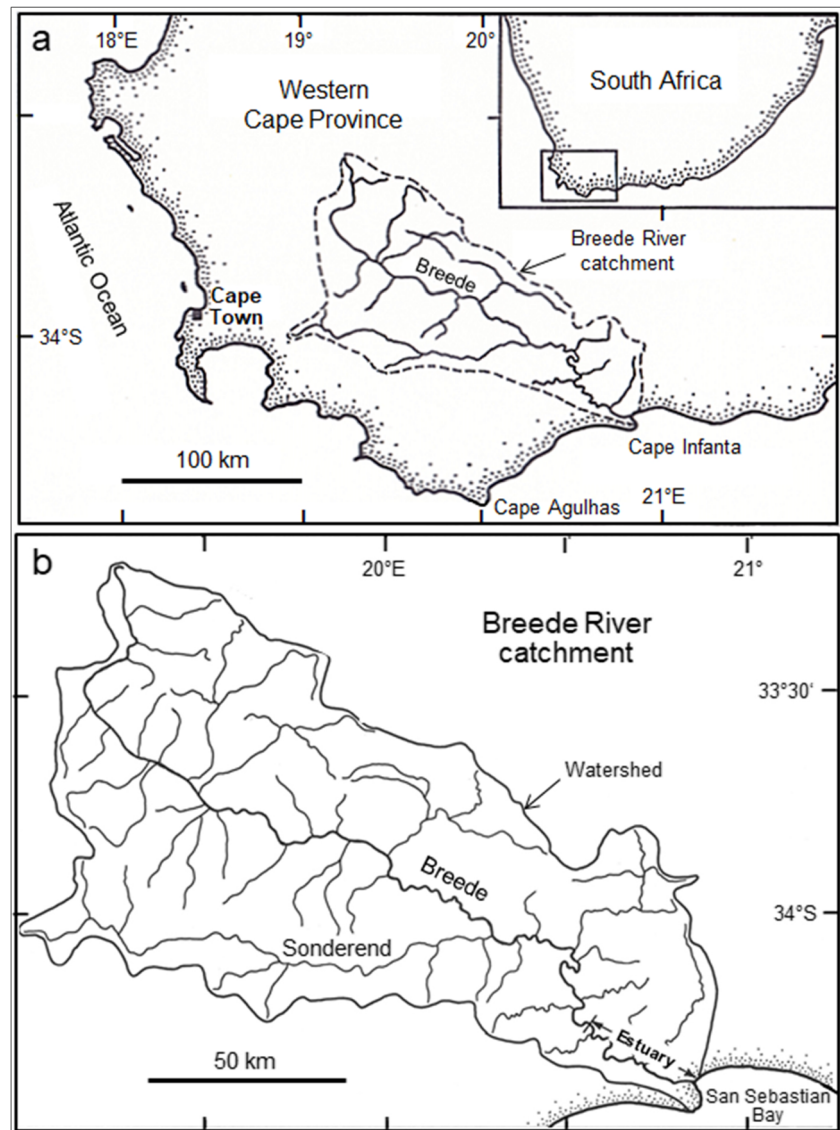 a
18°E
19°
20°
Western
Cape Province
South Africa
Atlantic Ocean
Breede River
catchment
Breede
Cape
Town
34°S
100 km
Cape Infanta
21°E
Cape Agulhas
b
20°E
21°
Breede River
catchment
33°30'
Watershed
Breede
34°S
Sonderend
Estuary
50 km
San Sebastian
Bay